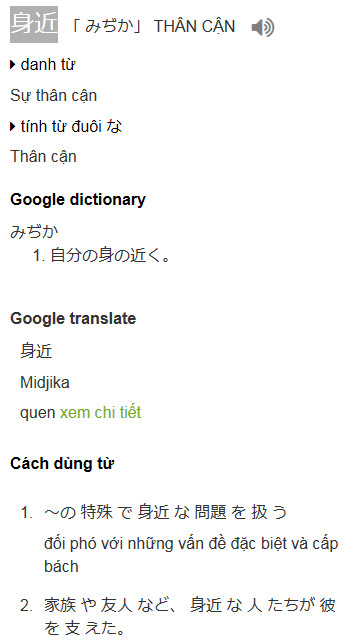 身近 「 みぢか」 THÂN CẬN
danh từ
Sự thân cận
tính từ đuôi な
Thân cận
Google dictionary
みぢか
1. 自分の身の近く。
Google translate
身近
Midjika
quen xem chi tiết
Cách dùng từ
1. ～の 特殊 で 身近 な 問題 を 扱 う
đối phó với những vấn đề đặc biệt và cấp
bách
2. 家族 や 友人 など、 身近 な 人 たちが 彼
を 支 えた。